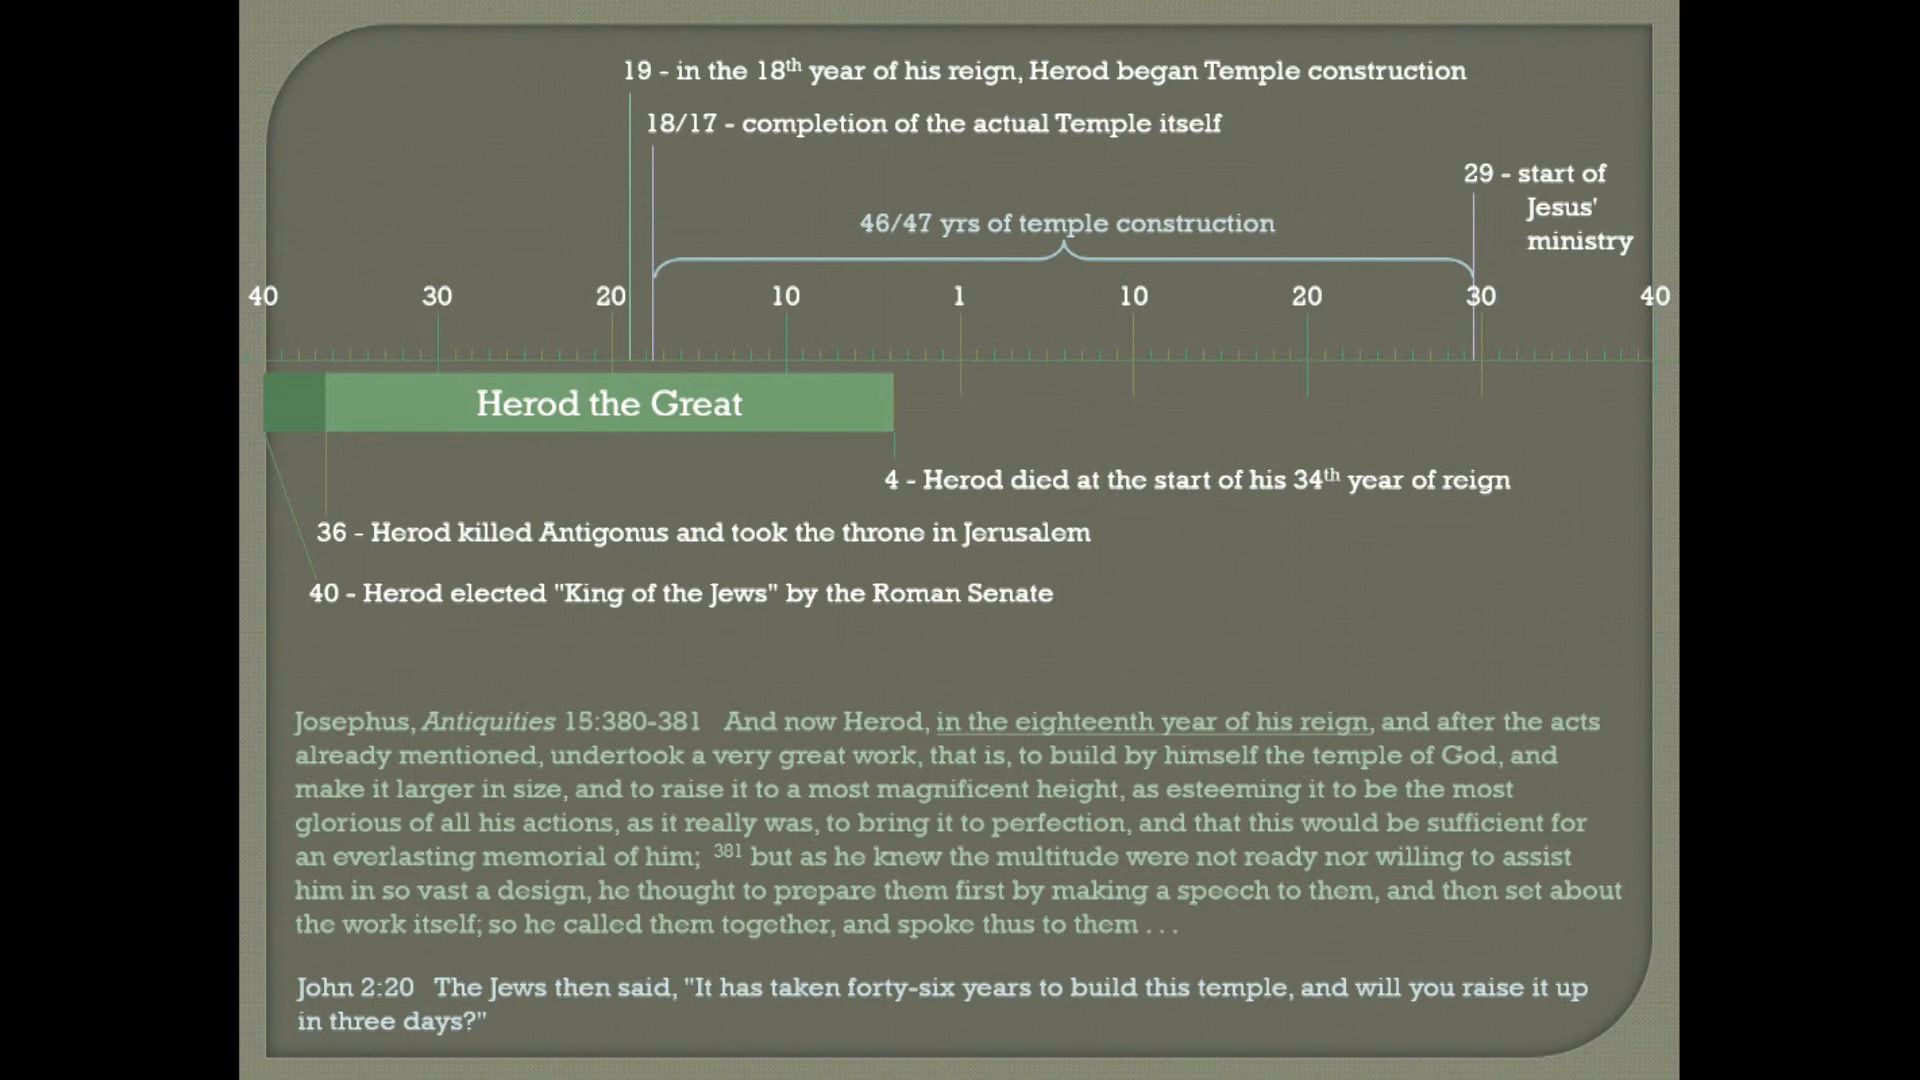 19 - in the 18th year of his reign, Herod began Temple construction
18/17 - completion of the actual Temple itself
29 - start of
Jesus'
ministry
46/47 yrs of temple construction
40 30 20 10 1 10 20 30 40
Herod the Great
4 - Herod died at the start of his 34th year of reign
36 - Herod killed Antigonus and took the throne in Jerusalem
40 - Herod elected "King of the Jews" by the Roman Senate
Josephus, Antiquities 15:380-381 And now Herod, in the eighteenth year of his reign, and after the acts
already mentioned, undertook a very great work, that is, to build by himself the temple of God, and
make it larger in size, and to raise it to a most magnificent height, as esteeming it to be the most
glorious of all his actions, as it really was, to bring it to perfection, and that this would be sufficient for
an everlasting memorial of him; 381 but as he knew the multitude were not ready nor willing to assist
him in so vast a design, he thought to prepare them first by making a speech to them, and then set about
the work itself; so he called them together, and spoke thus to them . . .
John 2:20 The Jews then said, "It has taken forty-six years to build this temple, and will you raise it up
in three days?"